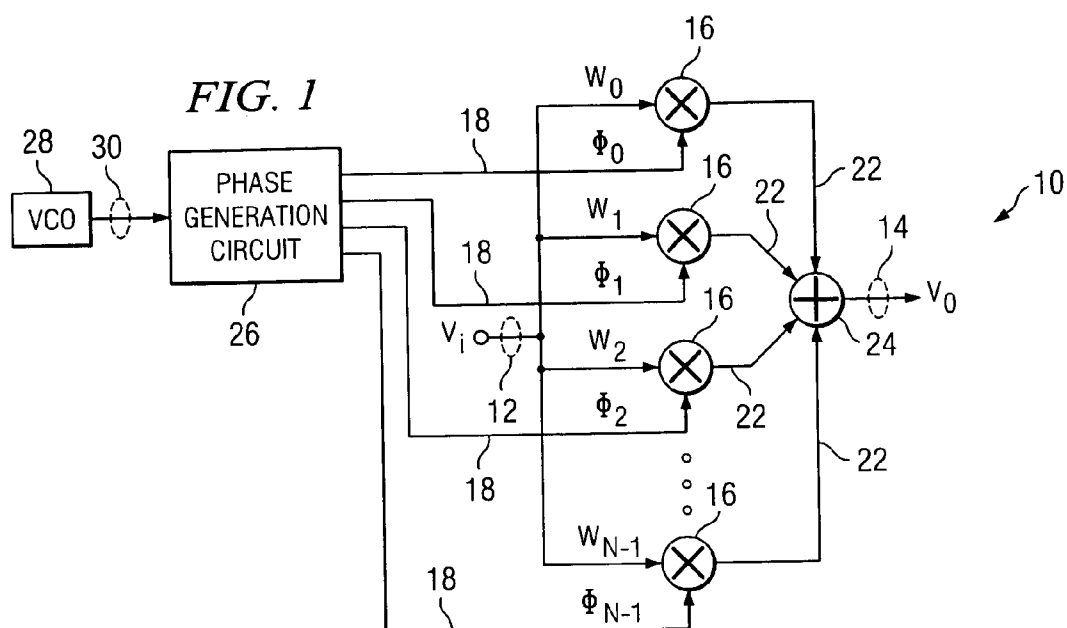 FIG. 1
16
W0
28
30
18
Φ0
22
10
VCO
PHASE
GENERATION
CIRCUIT
16
W1
22
14
18
Φ1
V0
26
Vi
16
W2
24
12
Φ2
22
18
22
16
WN-1
18
ΦN-1